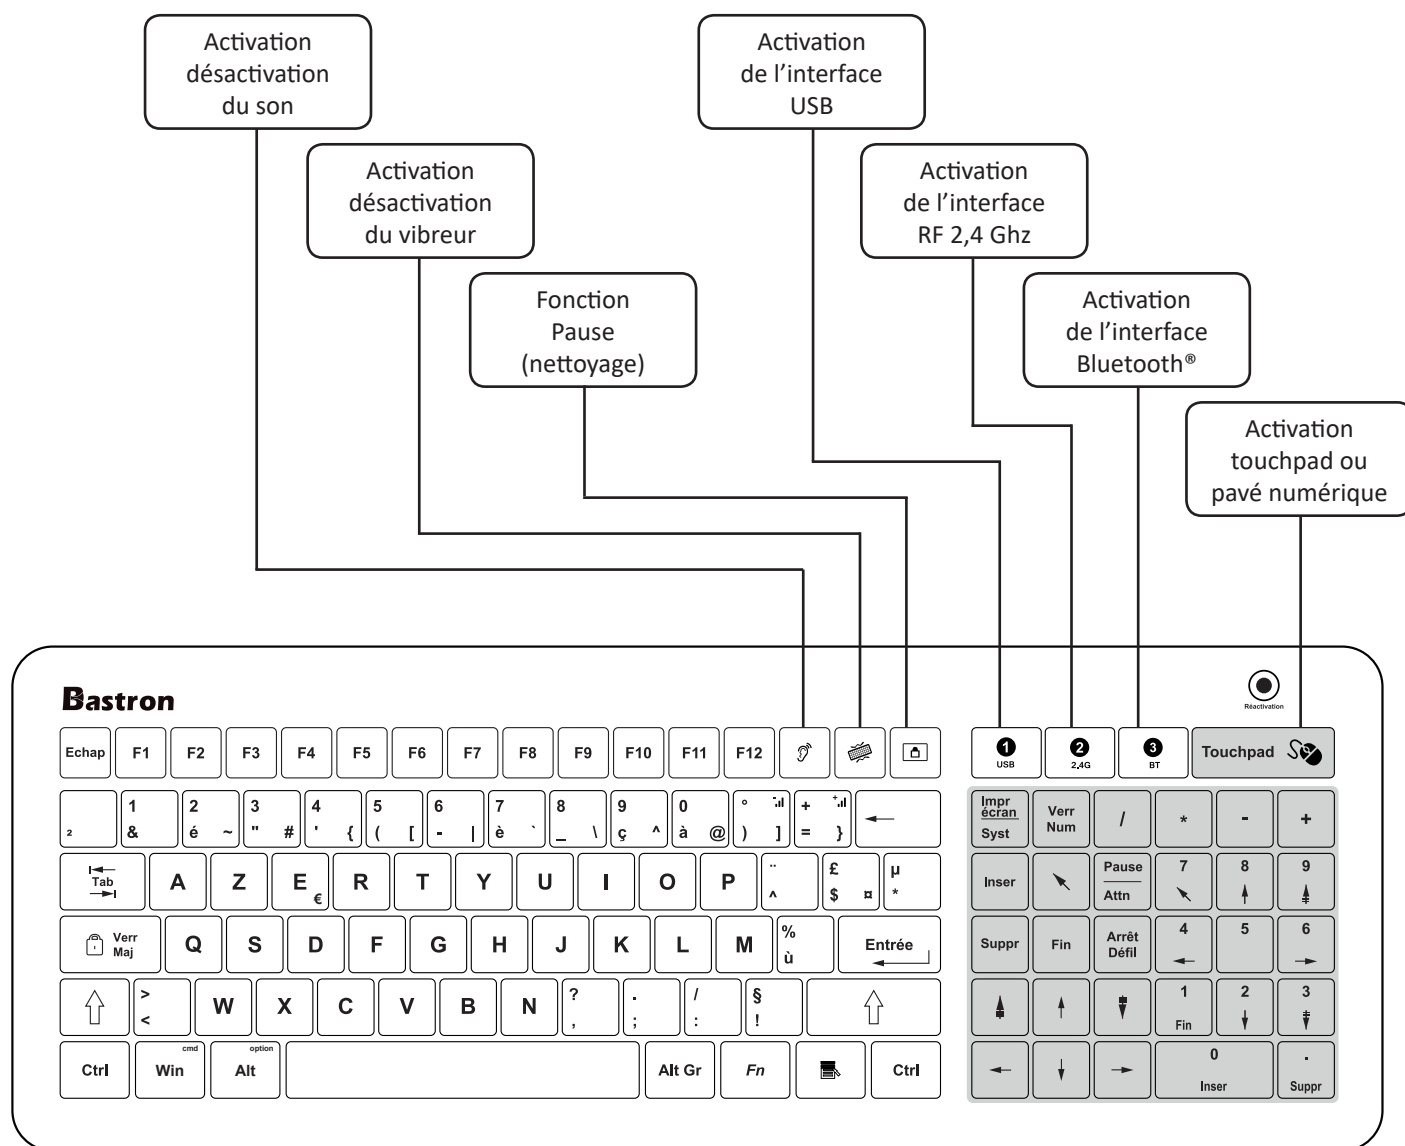 Activation
désactivation
du son
Activation
de l’interface
USB
Activation
désactivation
du vibreur
Activation
de l’interface
RF 2,4 Ghz
Fonction
Pause
(nettoyage)
Activation
de l’interface
Bluetooth®
Activation
touchpad ou
pavé numérique
Bastron
Réactivation
Echap F1 F2 F3 F4 F5 F6 F7 F8 F9 F10 F11 F12
1 USB 2 2,4G 3 BT Touchpad
1 2 3 4 5 6 7 8 9 0 ° +
² & é ~ " # ' { ( [ - | è ` _ \ ç ^ à @ ) ] = }
Impr
écran
Syst
Verr
Num
/ * - +
Tab A Z E € R T Y U I O P ¨ ^ £ $ ¤ µ *
Inser
Pause
Attn
7 8 9
Verr
Maj
Q S D F G H J K L M % ù Entrée
Suppr Fin
Arrêt
Défil
4 5 6
> < W X C V B N ? , . ; / : § !
1 Fin 2 3
Ctrl Win cmd Alt option Alt Gr Fn Ctrl
0 Inser . Suppr